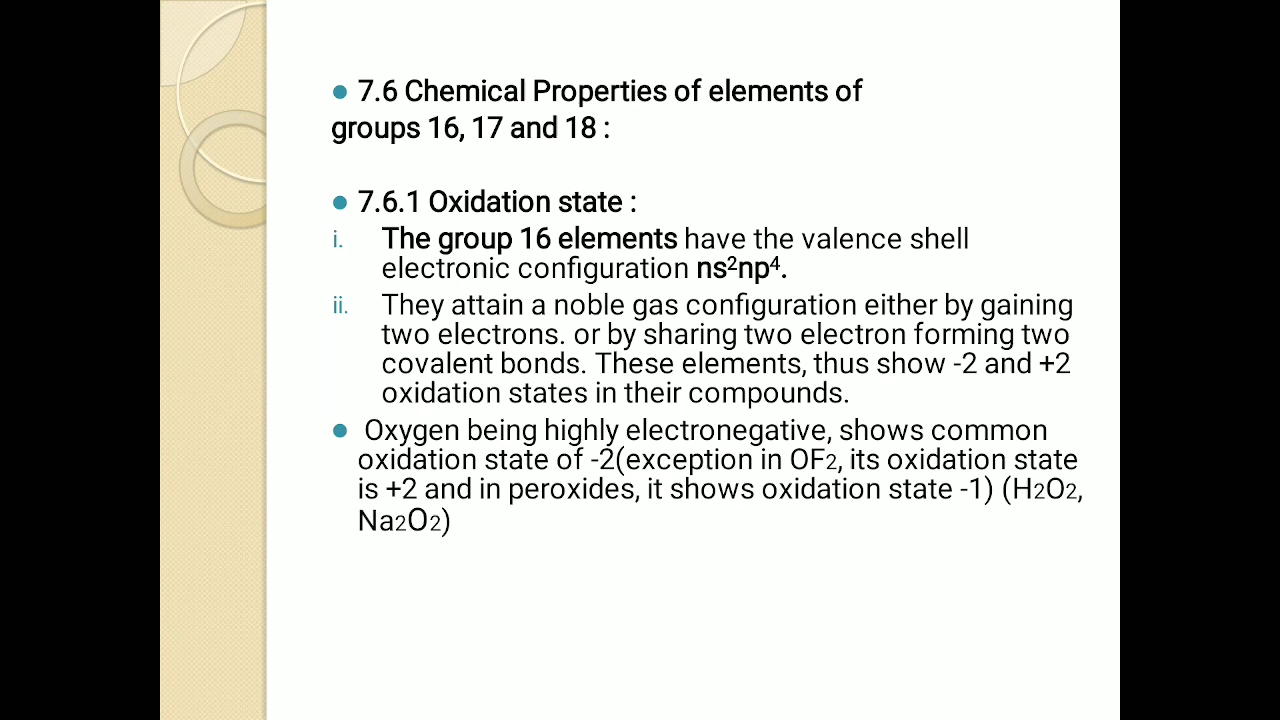 • 7.6 Chemical Properties of elements of
groups 16, 17 and 18 :
• 7.6.1 Oxidation state :
i. The group 16 elements have the valence shell
electronic configuration ns²np⁴.
ii. They attain a noble gas configuration either by gaining
two electrons. or by sharing two electron forming two
covalent bonds. These elements, thus show -2 and +2
oxidation states in their compounds.
• Oxygen being highly electronegative, shows common
oxidation state of -2(exception in OF2, its oxidation state
is +2 and in peroxides, it shows oxidation state -1) (H2O2,
Na2O2)